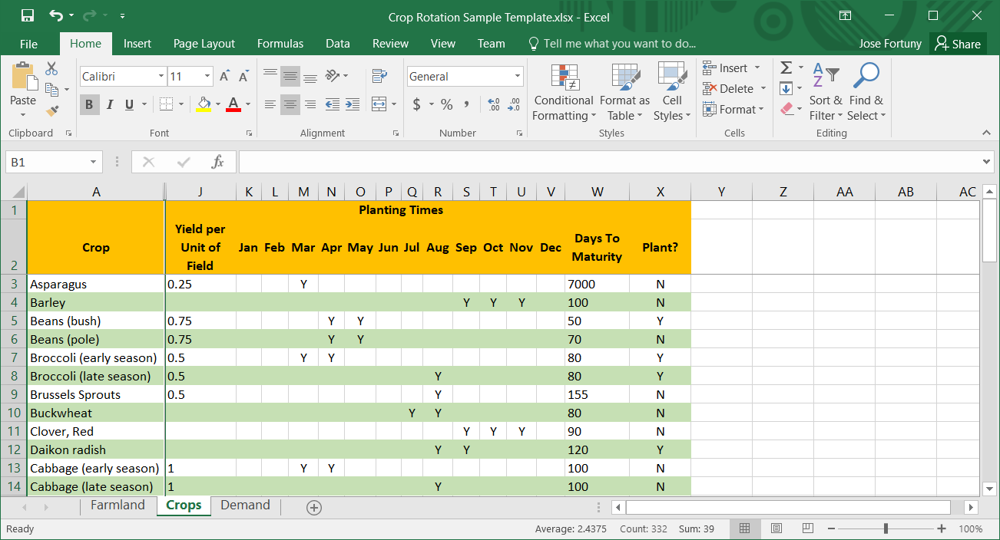 Crop Rotation Sample Template.xlsx - Excel
File Home Insert Page Layout Formulas Data Review View Team Tell me what you want to do... Jose Fortuny Share
Paste
Calibri 11
B I U A
General
$ % ,
Conditional Formatting
Format as Table
Cell Styles
Insert
Delete
Format
Sort & Filter
Find & Select
Clipboard Font Alignment Number Styles Cells Editing
B1 fx
A J K L M N O P Q R S T U V W X Y Z AA AB AC
1 Planting Times
2 Crop Yield per Unit of Field Jan Feb Mar Apr May Jun Jul Aug Sep Oct Nov Dec Days To Maturity Plant?
3 Asparagus 0.25 Y 7000 N
4 Barley Y Y Y 100 N
5 Beans (bush) 0.75 Y Y 50 Y
6 Beans (pole) 0.75 Y Y 70 N
7 Broccoli (early season) 0.5 Y Y 80 Y
8 Broccoli (late season) 0.5 Y 80 Y
9 Brussels Sprouts 0.5 Y 155 N
10 Buckwheat Y Y 80 N
11 Clover, Red Y Y Y 90 N
12 Daikon radish Y Y 120 Y
13 Cabbage (early season) 1 Y Y 100 N
14 Cabbage (late season) 1 Y 100 N
Farmland Crops Demand
Ready Average: 2.4375 Count: 332 Sum: 39 100%